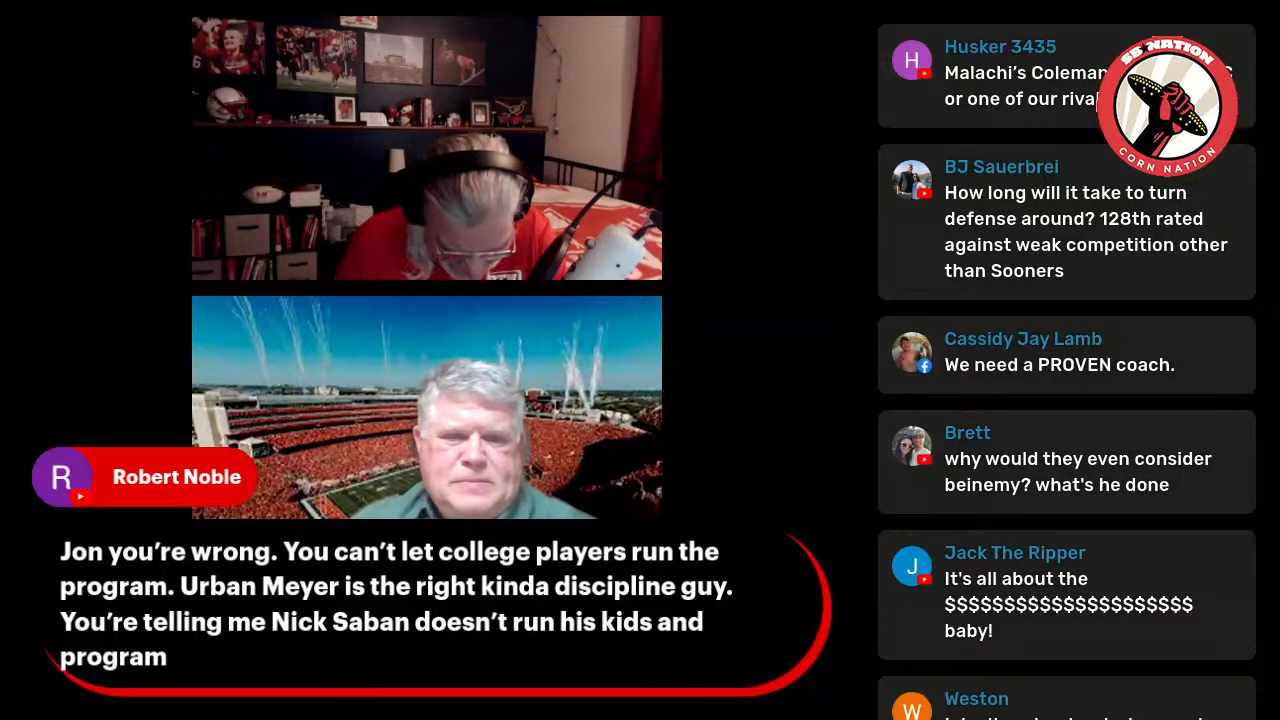 Husker 3435
Malachi's Coleman
or one of our
SB NATION
CORN NATION
BJ Sauerbrei
How long will it take to turn
defense around? 128th rated
against weak competition other
than Sooners
Cassidy Jay Lamb
We need a PROVEN coach.
Brett
why would they even consider
beinemy? what's he done
J
Jack The Ripper
It's all about the
$$$$$$$$$$$$$$$$$$$$$
baby!
W
Weston
H
R
Robert Noble
Jon you're wrong. You can't let college players run the
program. Urban Meyer is the right kinda discipline guy.
You're telling me Nick Saban doesn't run his kids and
program